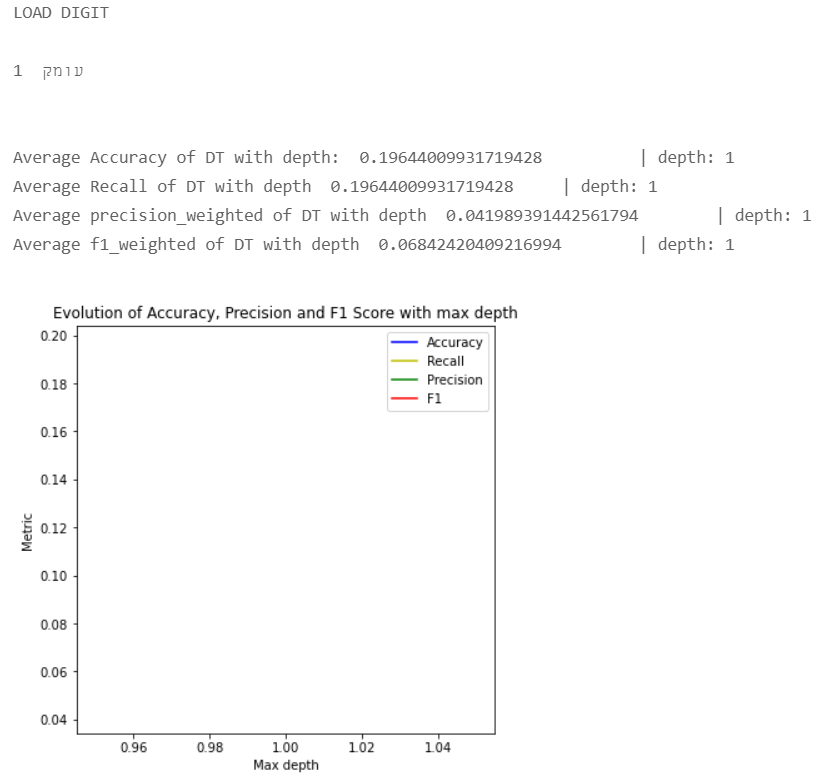 LOAD DIGIT
1 עומק
Average Accuracy of DT with depth: 0.19644009931719428 | depth: 1
Average Recall of DT with depth 0.19644009931719428 | depth: 1
Average precision_weighted of DT with depth 0.041989391442561794 | depth: 1
Average f1_weighted of DT with depth 0.06842420409216994 | depth: 1
Evolution of Accuracy, Precision and F1 Score with max depth
Accuracy
Recall
Precision
F1
0.20
0.18
0.16
0.14
0.12
0.10
0.08
0.06
0.04
Metric
0.96 0.98 1.00 1.02 1.04
Max depth